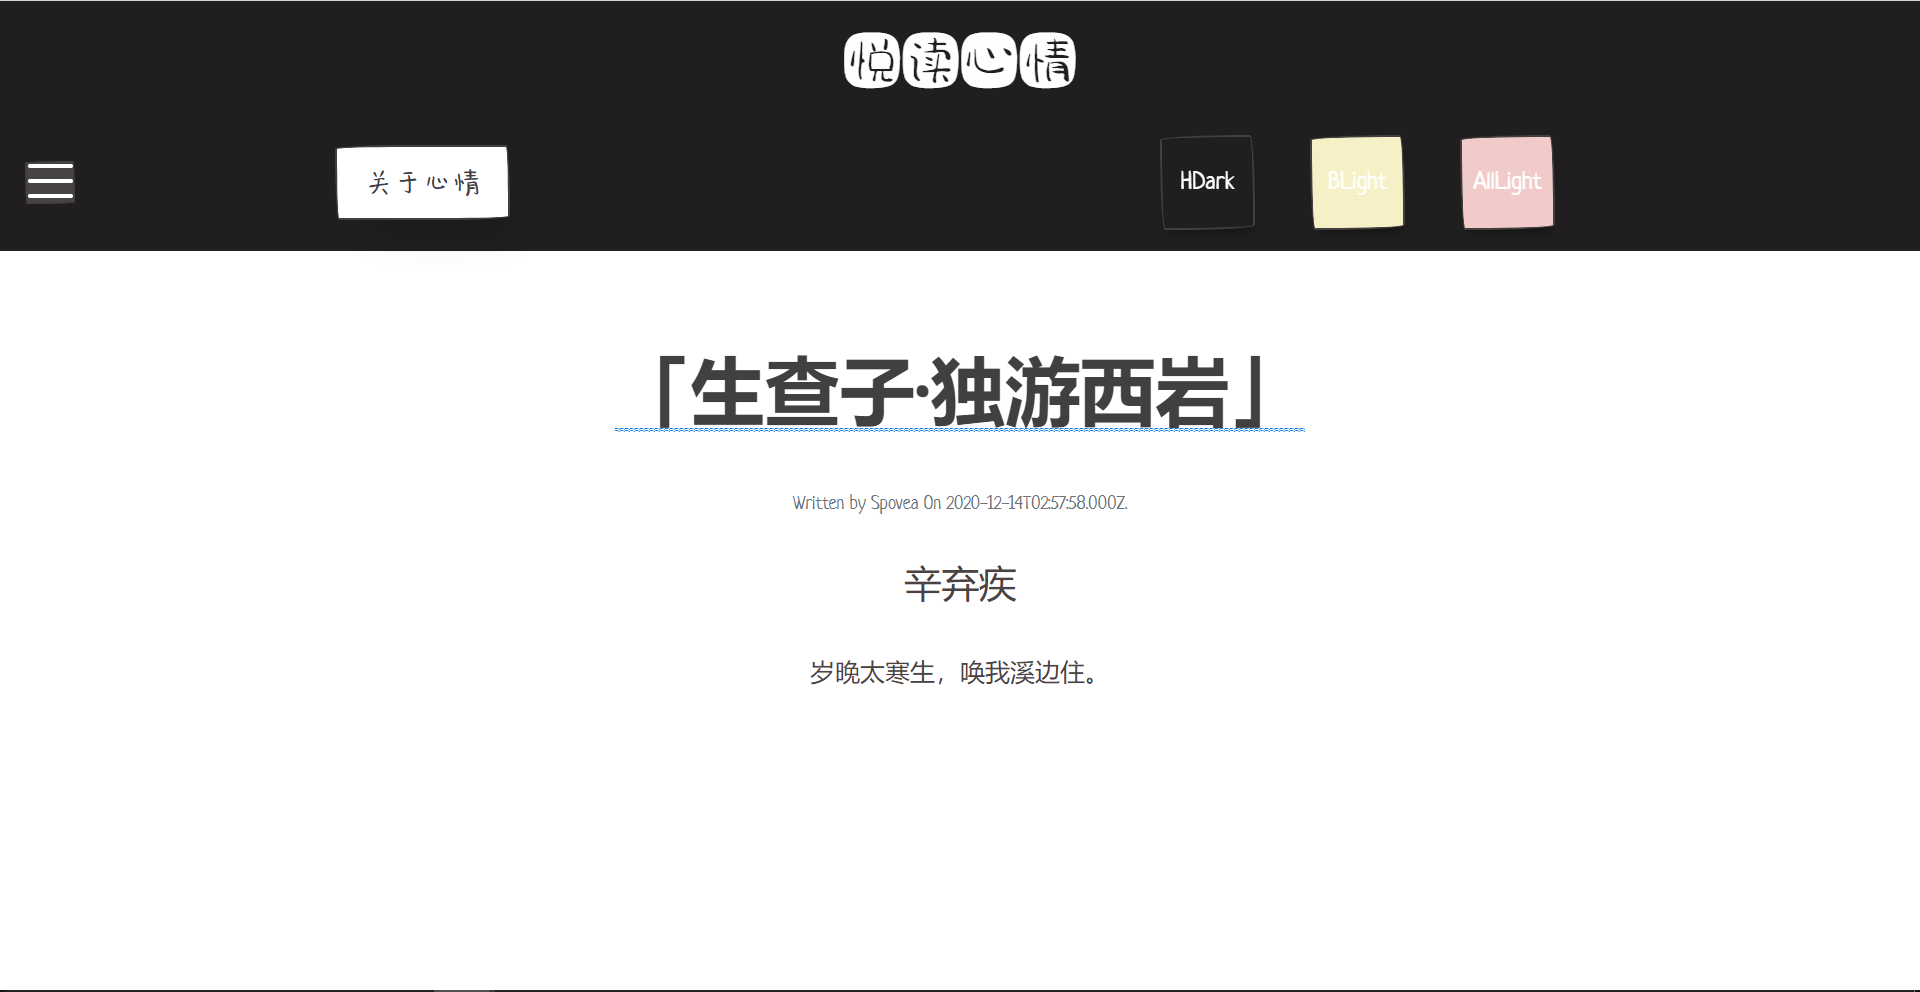 悦读心情
关于心情
HDark
BLight
AllLight
「生查子·独游西岩」
Written by Spovea On 2020-12-14T02:57:58.000Z.
辛弃疾
岁晚太寒生，唤我溪边住。